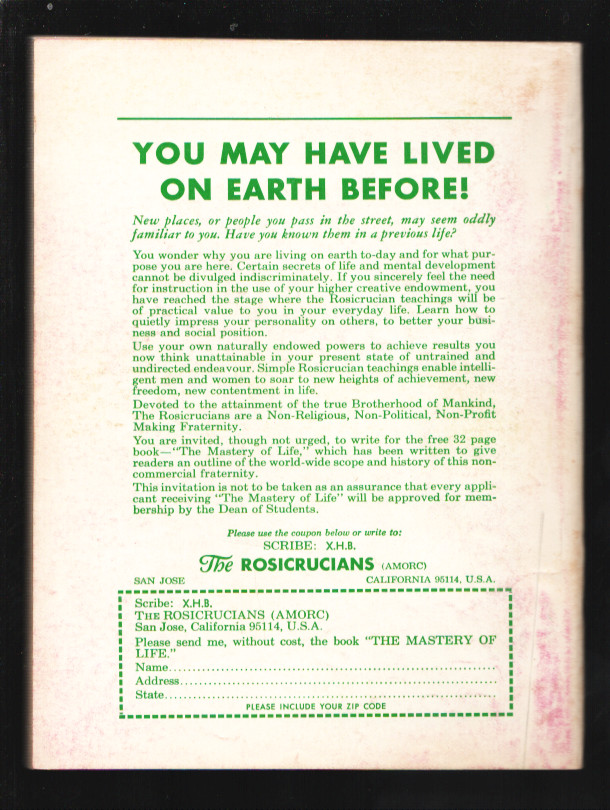 YOU MAY HAVE LIVED
ON EARTH BEFORE!
New places, or people you pass in the street, may seem oddly
familiar to you. Have you known them in a previous life?
You wonder why you are living on earth to-day and for what pur-
pose you are here. Certain secrets of life and mental development
cannot be divulged indiscriminately. If you sincerely feel the need
for instruction in the use of your higher creative endowment, you
have reached the stage where the Rosicrucian teachings will be
of practical value to you in your everyday life. Learn how to
quietly impress your personality on others, to better your busi-
ness and social position.
Use your own naturally endowed powers to achieve results you
now think unattainable in your present state of untrained and
undirected endeavour. Simple Rosicrucian teachings enable intelli-
gent men and women to soar to new heights of achievement, new
freedom, new contentment in life.
Devoted to the attainment of the true Brotherhood of Mankind,
The Rosicrucians are a Non-Religious, Non-Political, Non-Profit
Making Fraternity.
You are invited, though not urged, to write for the free 32 page
book—"The Mastery of Life," which has been written to give
readers an outline of the world-wide scope and history of this non-
commercial fraternity.
This invitation is not to be taken as an assurance that every appli-
cant receiving "The Mastery of Life" will be approved for mem-
bership by the Dean of Students.
Please use the coupon below or write to:
SCRIBE: X.H.B.
The ROSICRUCIANS (AMORC)
SAN JOSE CALIFORNIA 95114, U.S.A.
Scribe: X.H.B.
THE ROSICRUCIANS (AMORC)
San Jose, California 95114, U.S.A.
Please send me, without cost, the book "THE MASTERY OF
LIFE."
Name
Address
State
PLEASE INCLUDE YOUR ZIP CODE